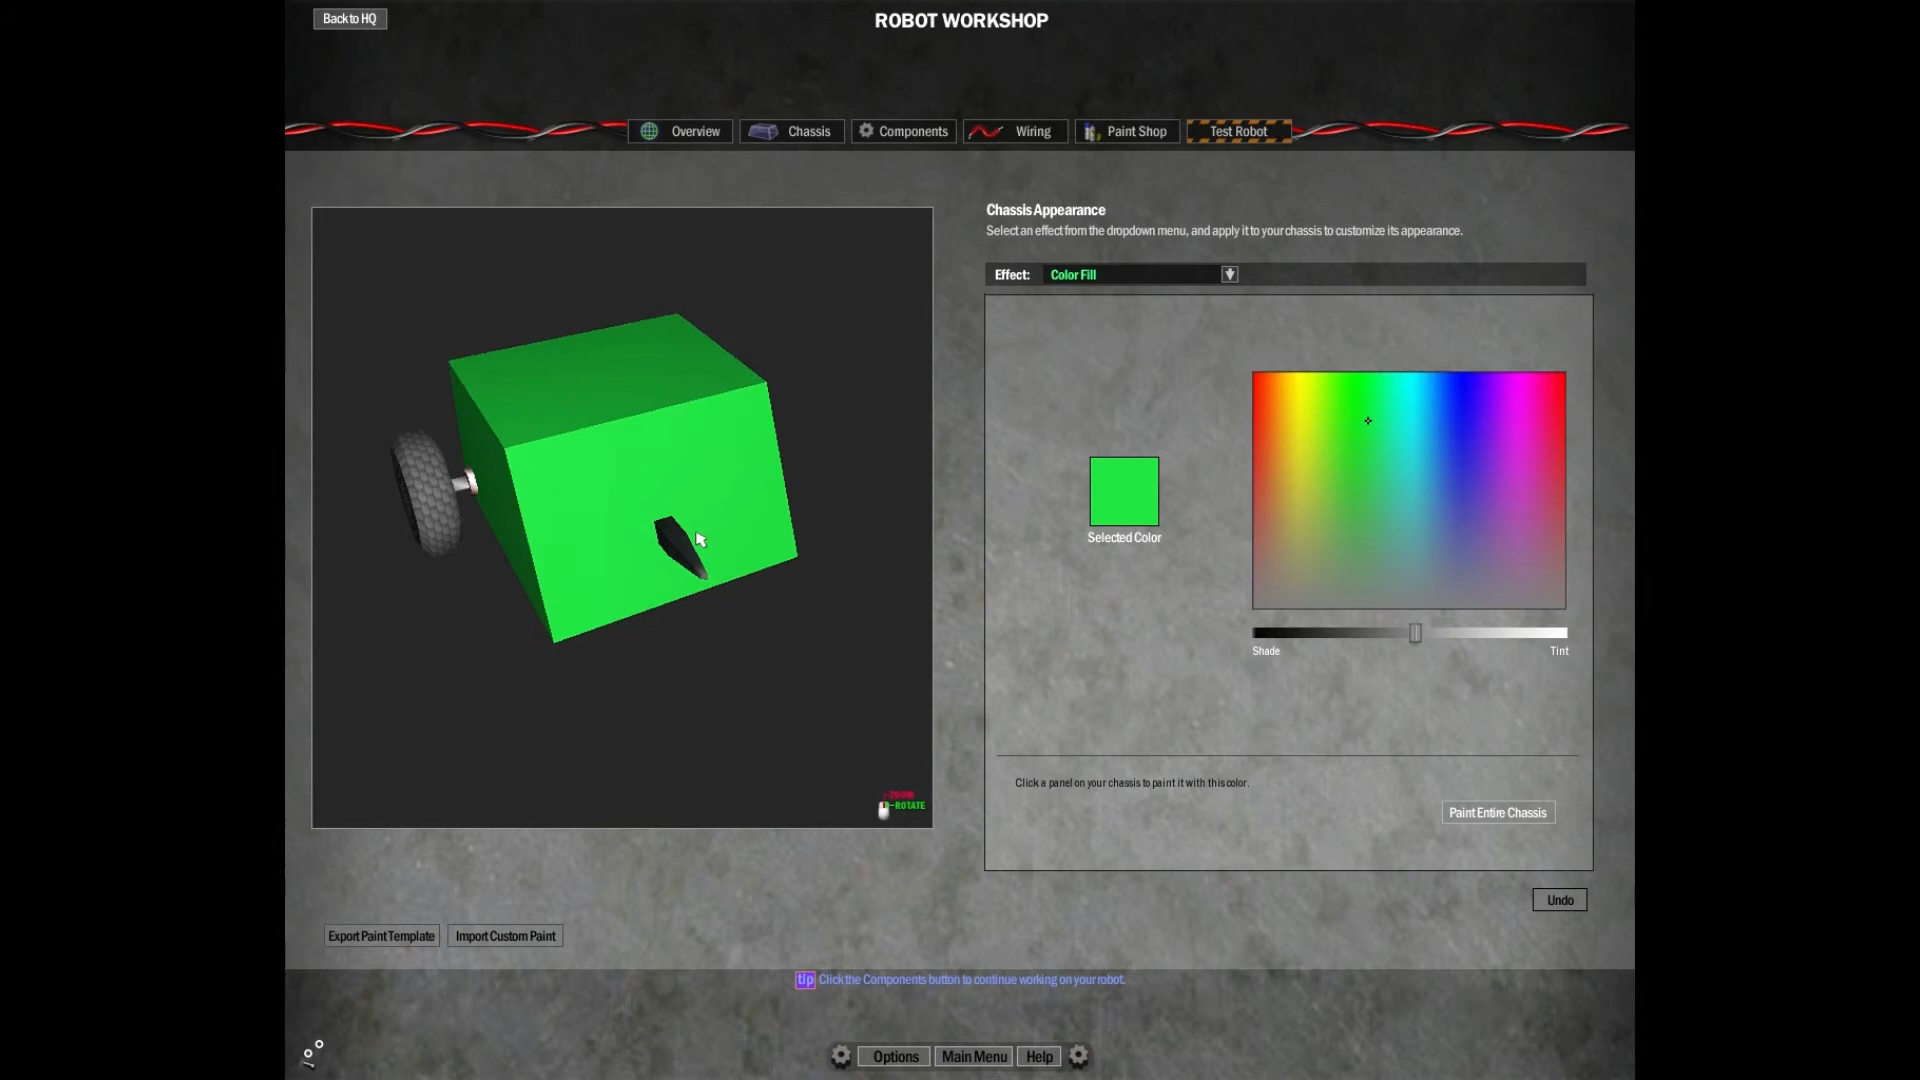 Back to HQ
ROBOT WORKSHOP
Overview
Chassis
Components
Wiring
Paint Shop
Test Robot
Chassis Appearance
Select an effect from the dropdown menu, and apply it to your chassis to customize its appearance.
Effect: Color Fill
Selected Color
Shade
Tint
-ZOOM
-ROTATE
Click a panel on your chassis to paint it with this color.
Paint Entire Chassis
Undo
Export Paint Template
Import Custom Paint
tip Click the Components button to continue working on your robot.
Options
Main Menu
Help